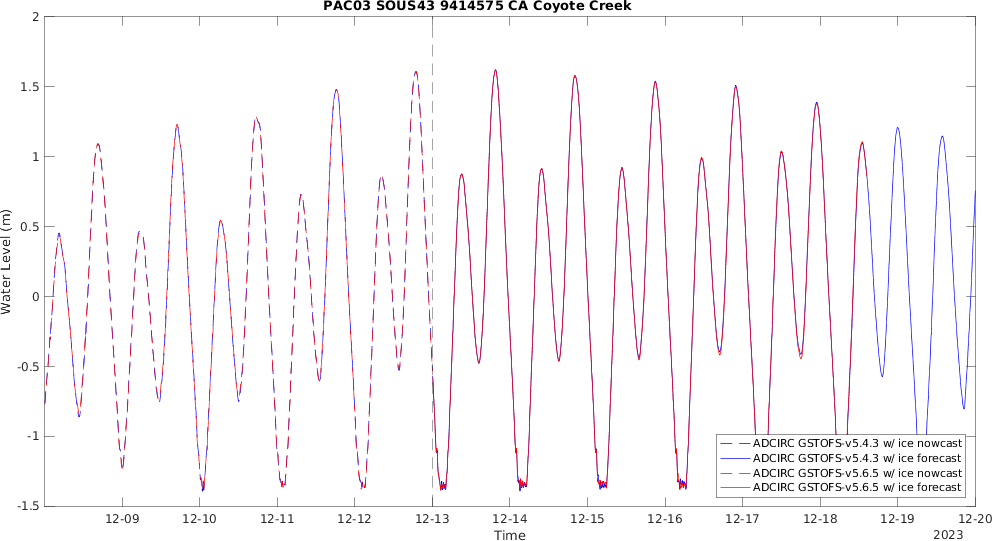 PAC03 SOUS43 9414575 CA Coyote Creek
2
1.5
1
0.5
0
-0.5
-1
-1.5
Water Level (m)
ADCIRC GSTOFS-v5.4.3 w/ ice nowcast
ADCIRC GSTOFS-v5.4.3 w/ ice forecast
ADCIRC GSTOFS-v5.6.5 w/ ice nowcast
ADCIRC GSTOFS-v5.6.5 w/ ice forecast
12-09 12-10 12-11 12-12 12-13 12-14 12-15 12-16 12-17 12-18 12-19 12-20
Time
2023